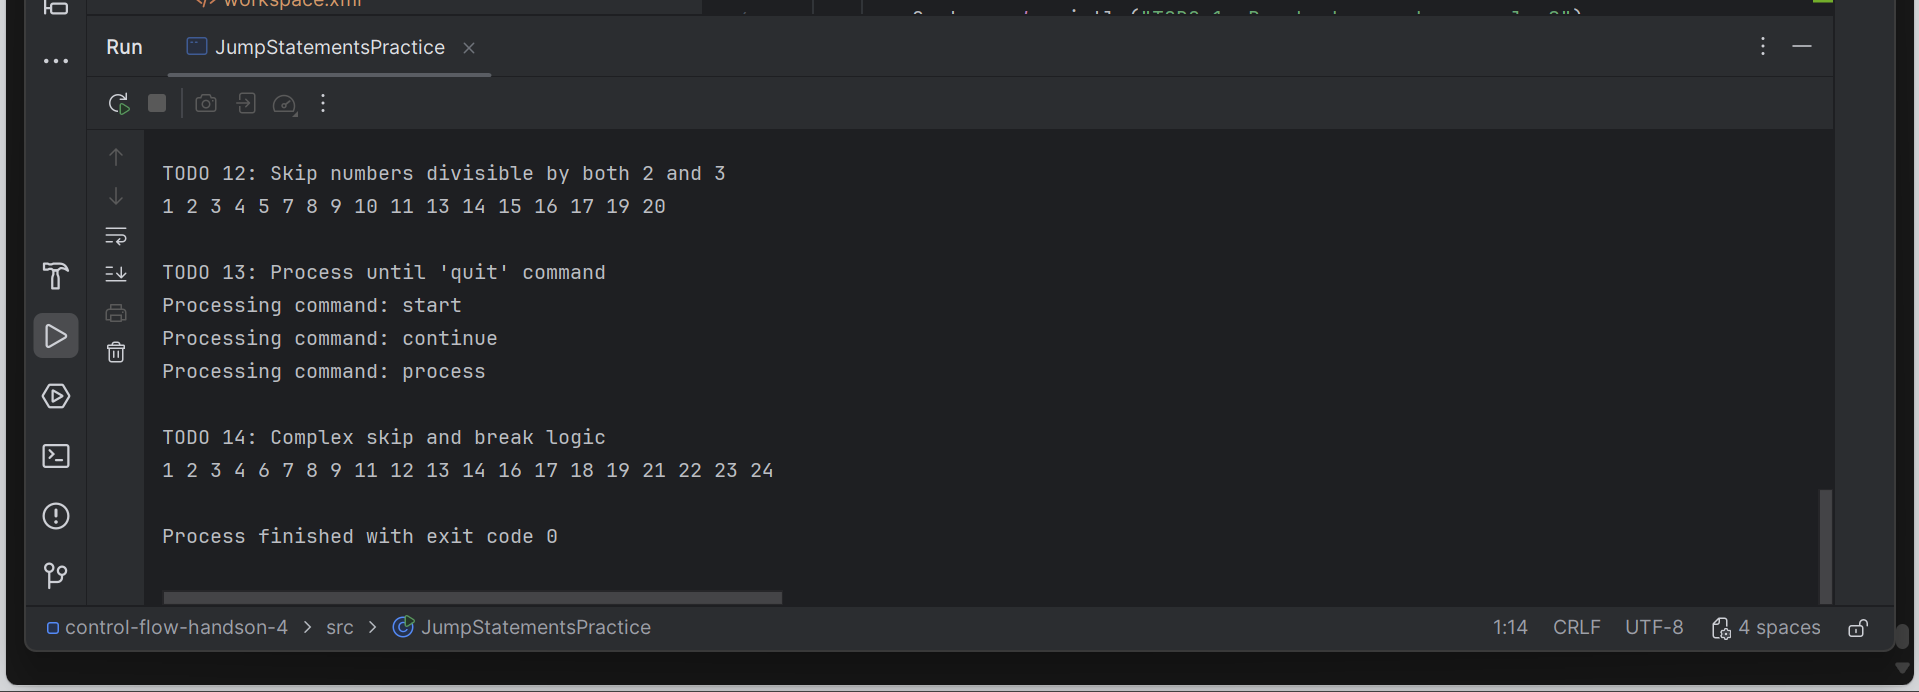 workspace.xml
Run JumpStatementsPractice
TODO 12: Skip numbers divisible by both 2 and 3
1 2 3 4 5 7 8 9 10 11 13 14 15 16 17 19 20
TODO 13: Process until 'quit' command
Processing command: start
Processing command: continue
Processing command: process
TODO 14: Complex skip and break logic
1 2 3 4 6 7 8 9 11 12 13 14 16 17 18 19 21 22 23 24
Process finished with exit code 0
control-flow-handson-4 > src > JumpStatementsPractice 1:14 CRLF UTF-8 4 spaces